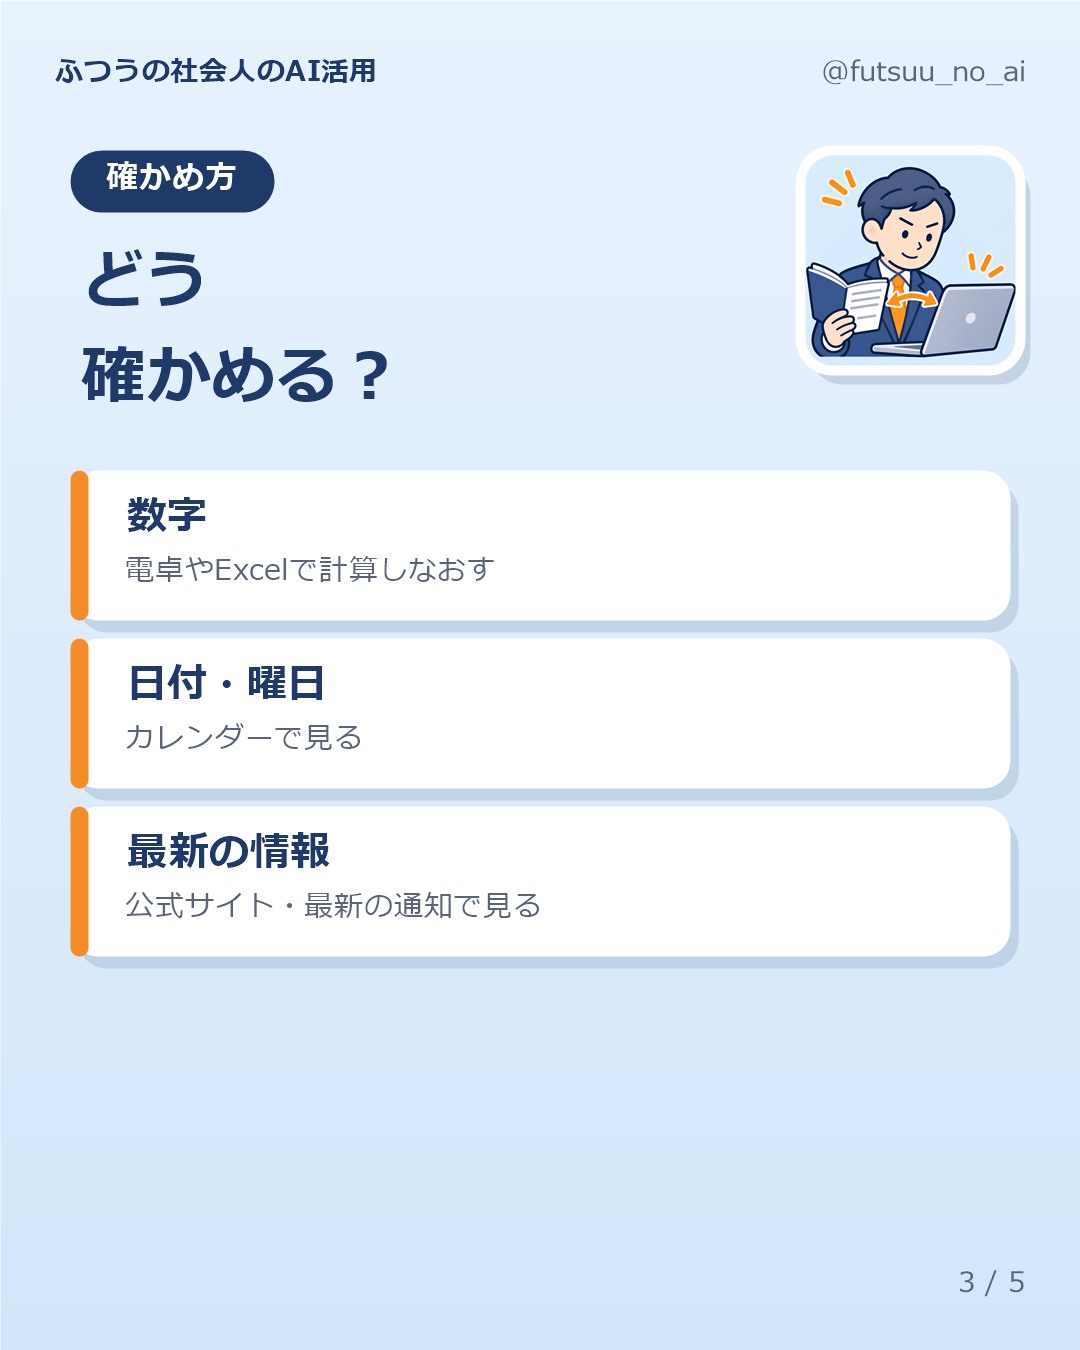 ふつうの社会人のAI活用
@futsuu_no_ai
確かめ方
どう
確かめる？
数字
電卓やExcelで計算しなおす
日付・曜日
カレンダーで見る
最新の情報
公式サイト・最新の通知で見る
3 / 5